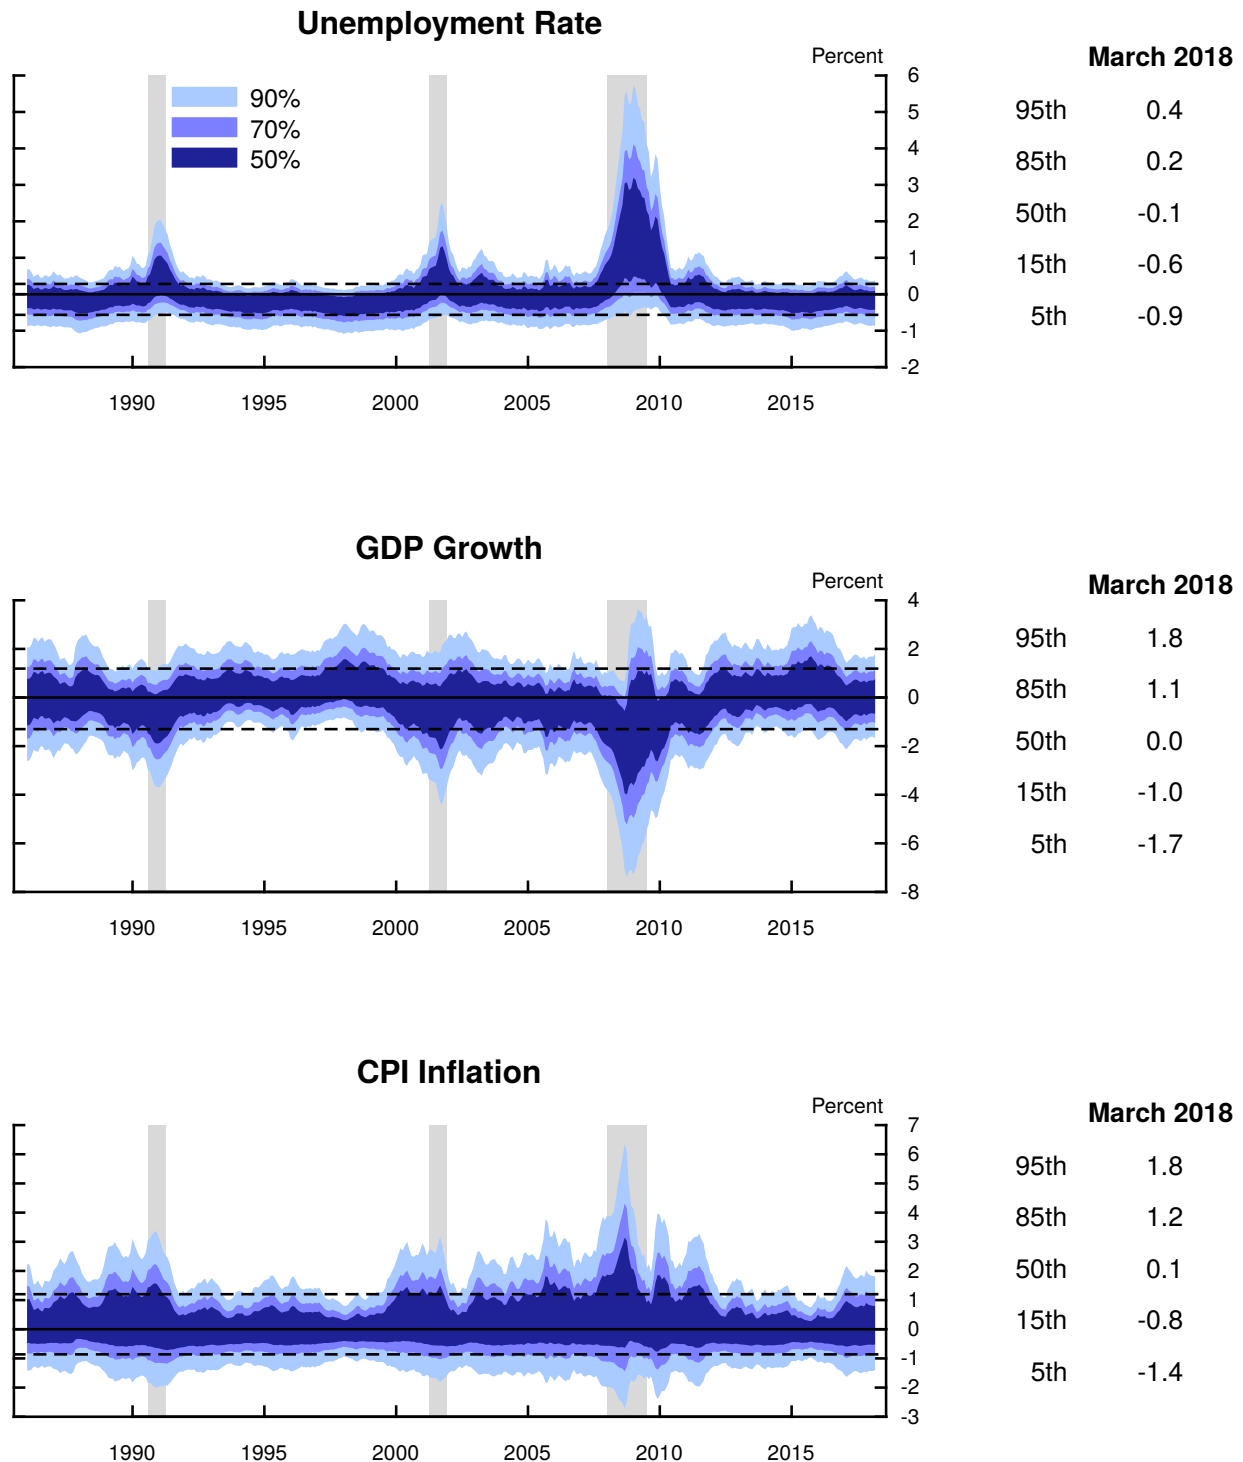 Unemployment Rate
Percent
March 2018
90%
70%
50%
6
5
4
3
2
1
0
-1
-2
1990 1995 2000 2005 2010 2015
95th 0.4
85th 0.2
50th -0.1
15th -0.6
5th -0.9
GDP Growth
Percent
March 2018
4
2
0
-2
-4
-6
-8
1990 1995 2000 2005 2010 2015
95th 1.8
85th 1.1
50th 0.0
15th -1.0
5th -1.7
CPI Inflation
Percent
March 2018
7
6
5
4
3
2
1
0
-1
-2
-3
1990 1995 2000 2005 2010 2015
95th 1.8
85th 1.2
50th 0.1
15th -0.8
5th -1.4